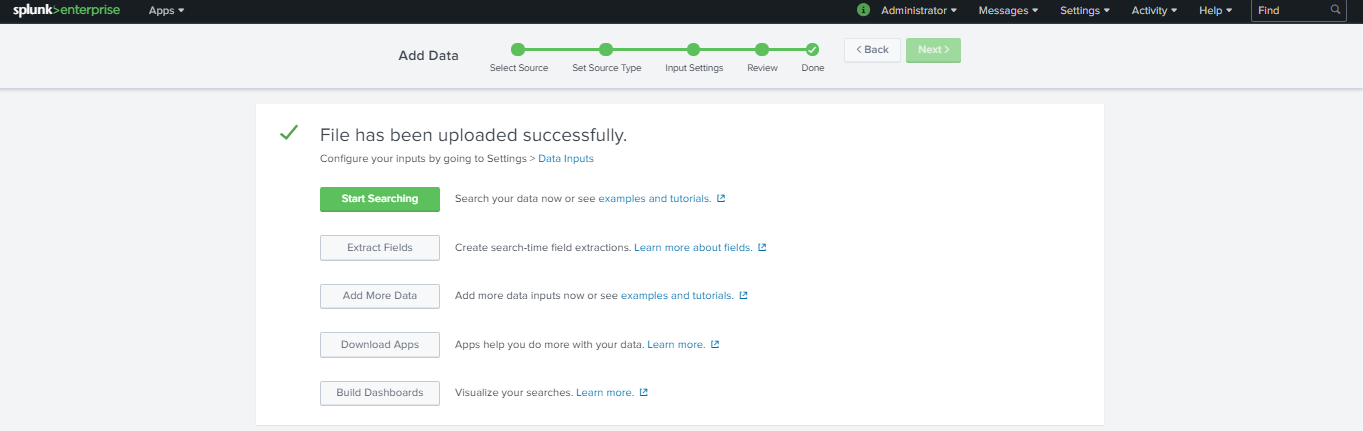 splunk>enterprise Apps Administrator Messages Settings Activity Help Find
Add Data
Select Source Set Source Type Input Settings Review Done
< Back Next >
File has been uploaded successfully.
Configure your inputs by going to Settings > Data Inputs
Start Searching Search your data now or see examples and tutorials.
Extract Fields Create search-time field extractions. Learn more about fields.
Add More Data Add more data inputs now or see examples and tutorials.
Download Apps Apps help you do more with your data. Learn more.
Build Dashboards Visualize your searches. Learn more.